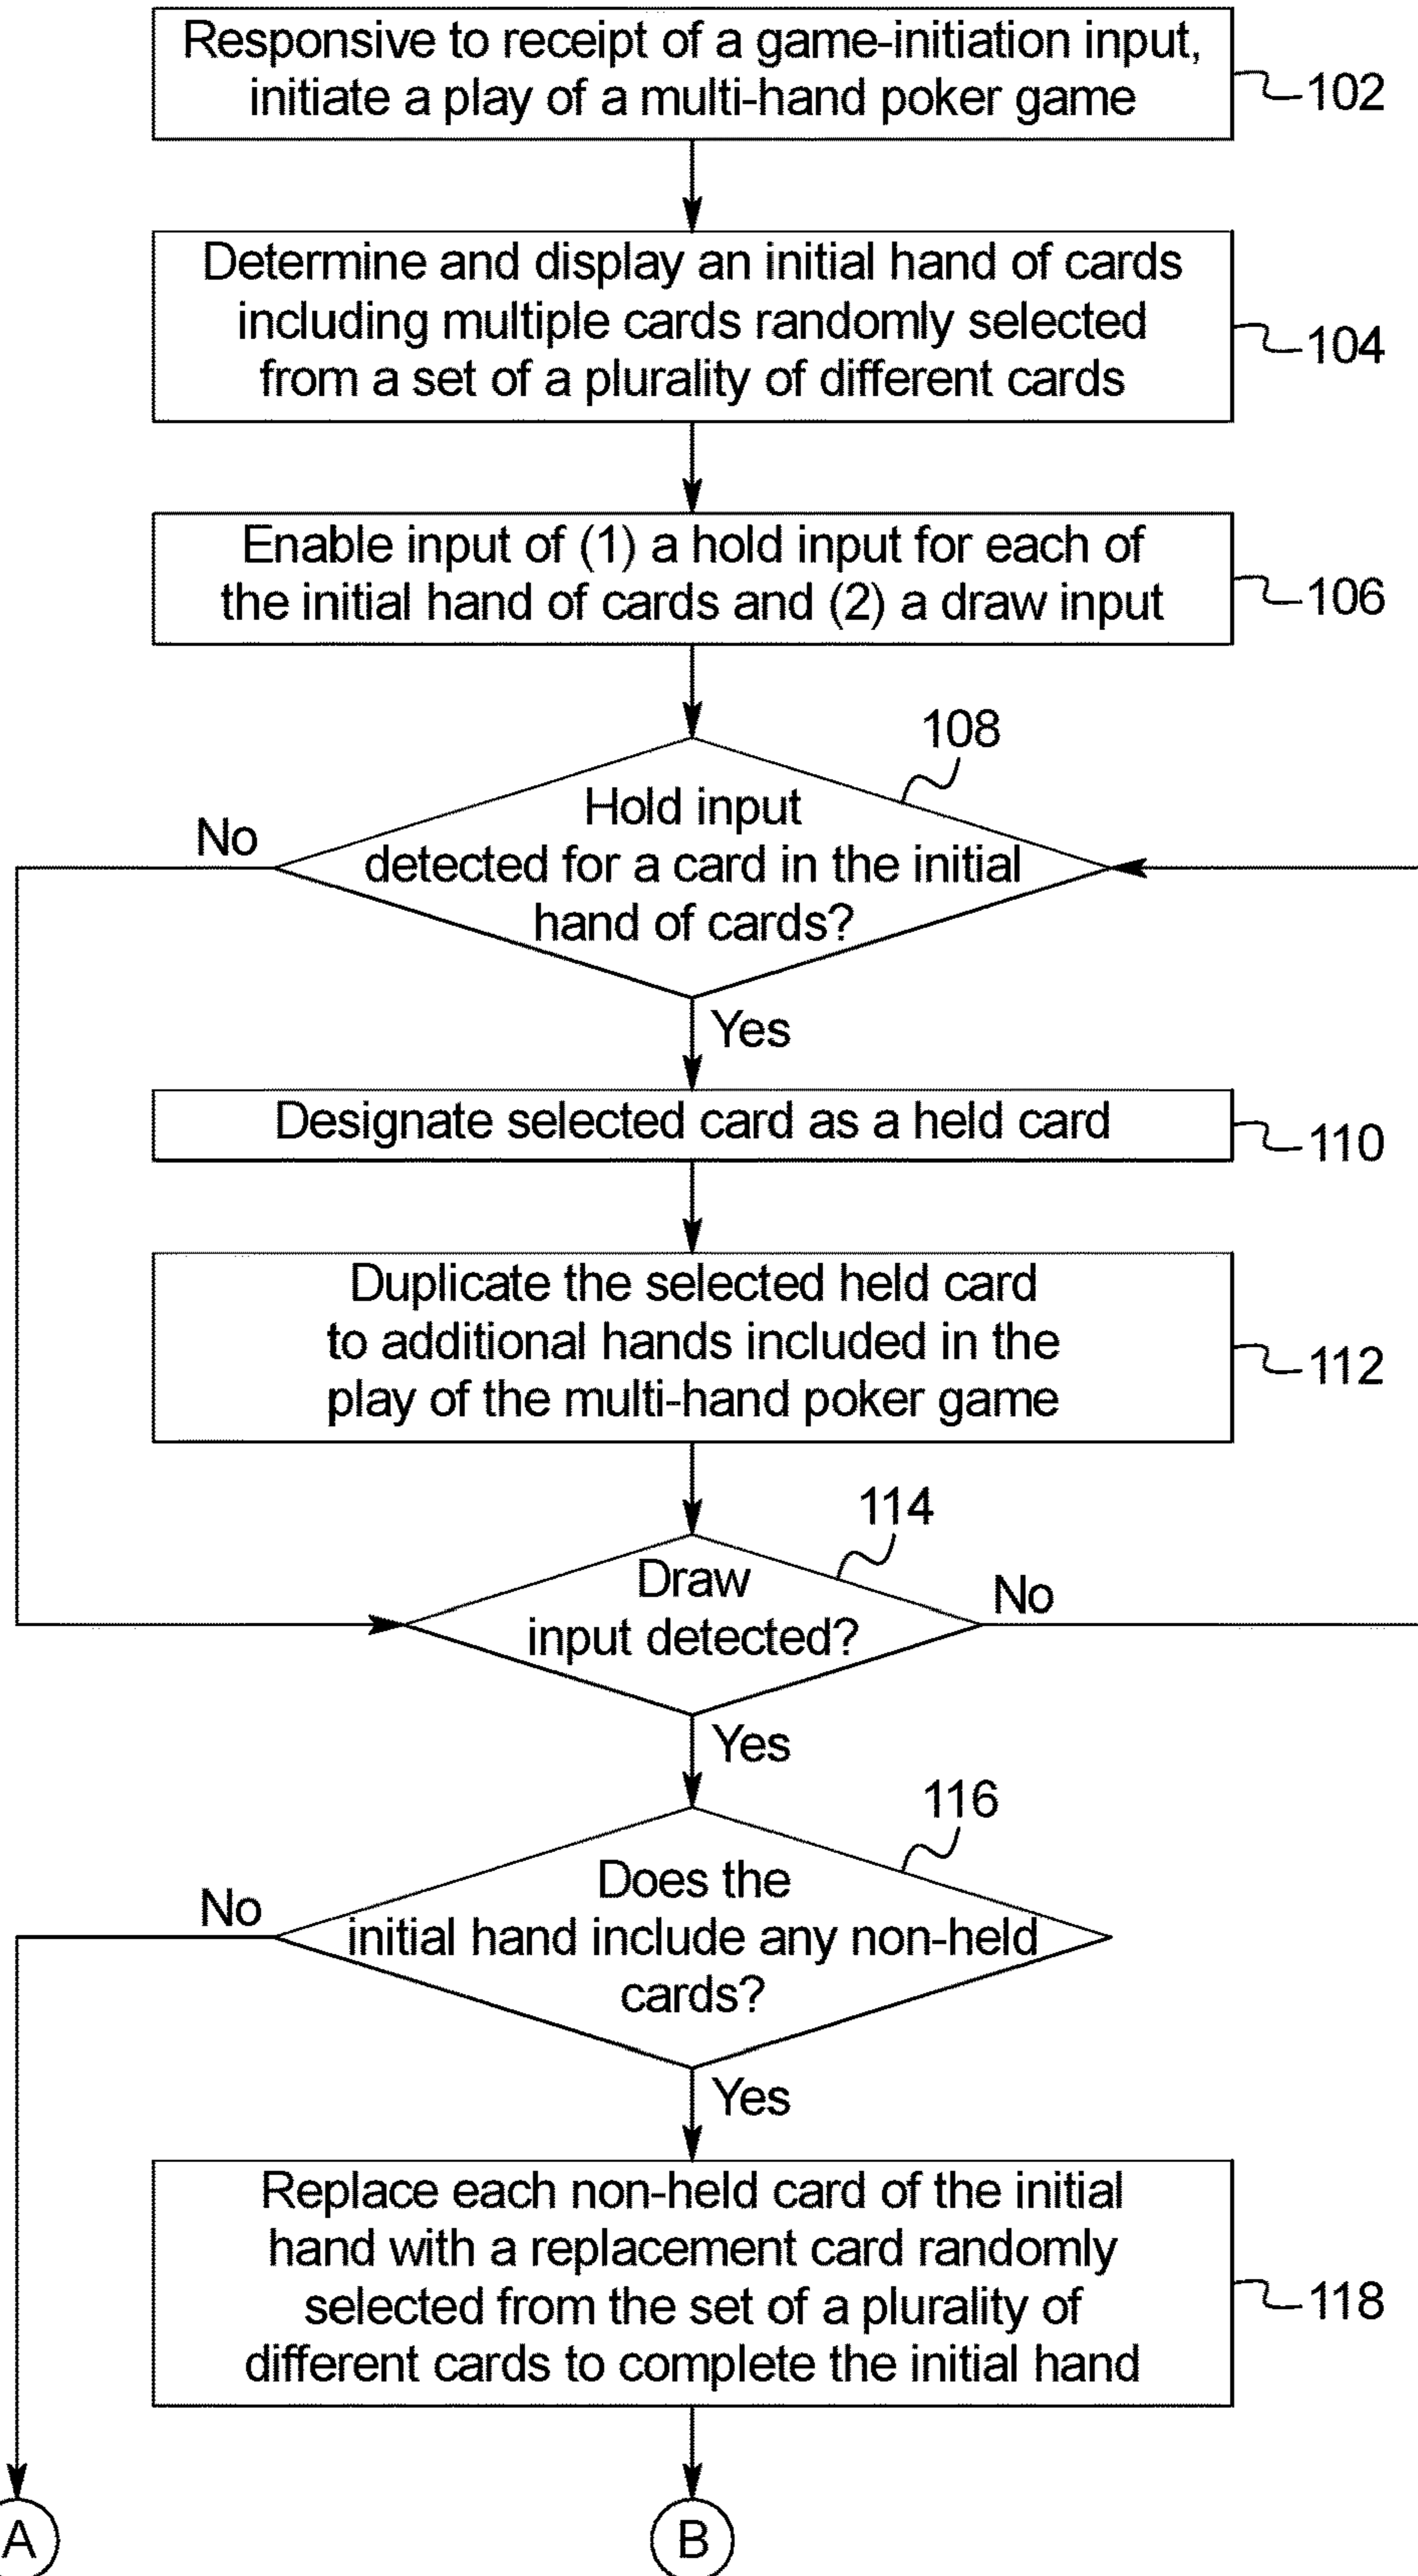 Responsive to receipt of a game-initiation input,
initiate a play of a multi-hand poker game
102
Determine and display an initial hand of cards
including multiple cards randomly selected
from a set of a plurality of different cards
104
Enable input of (1) a hold input for each of
the initial hand of cards and (2) a draw input
106
108
Hold input
detected for a card in the initial
hand of cards?
No
Yes
Designate selected card as a held card
110
Duplicate the selected held card
to additional hands included in the
play of the multi-hand poker game
112
114
Draw
input detected?
No
Yes
116
Does the
initial hand include any non-held
cards?
No
Yes
Replace each non-held card of the initial
hand with a replacement card randomly
selected from the set of a plurality of
different cards to complete the initial hand
118
A
B